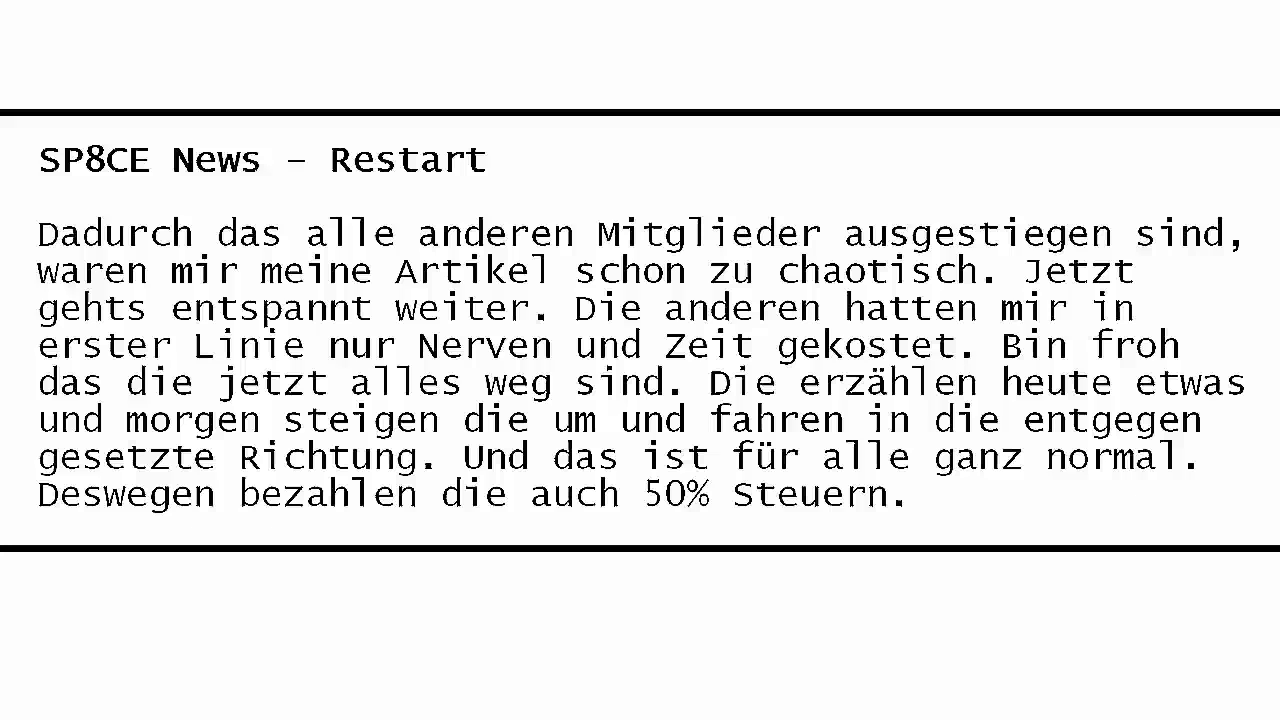 SP8CE News – Restart
Dadurch das alle anderen Mitglieder ausgestiegen sind,
waren mir meine Artikel schon zu chaotisch. Jetzt
gehts entspannt weiter. Die anderen hatten mir in
erster Linie nur Nerven und Zeit gekostet. Bin froh
das die jetzt alles weg sind. Die erzählen heute etwas
und morgen steigen die um und fahren in die entgegen
gesetzte Richtung. Und das ist für alle ganz normal.
Deswegen bezahlen die auch 50% Steuern.